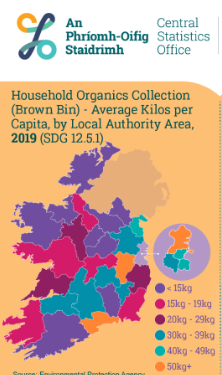 An
Phríomh-Oifig
Staidrimh
Central
Statistics
Office
Household Organics Collection
(Brown Bin) - Average Kilos per
Capita, by Local Authority Area,
2019 (SDG 12.5.1)
< 15kg
15kg - 19kg
20kg - 29kg
30kg - 39kg
40kg - 49kg
50kg+
Source: Environmental Protection Agency